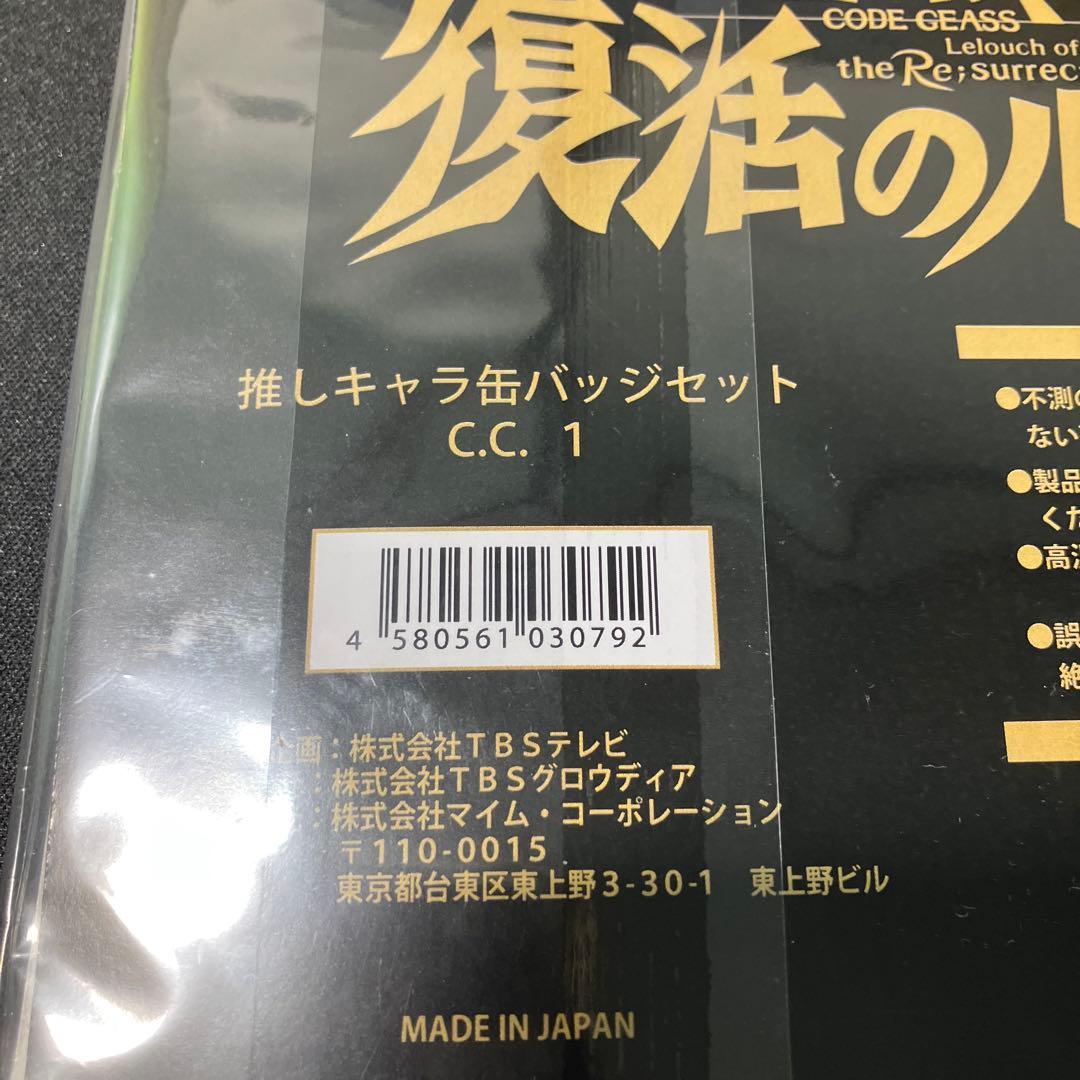 CODE GEASS
Lelouch of
the Re;surrec
復活のル
推しキャラ缶バッジセット
C.C. 1
4 580561 030792
●不測の
ない
●製品
くだ
●高温
●誤
絶
企画：株式会社TBSテレビ
：株式会社TBSグロウディア
：株式会社マイム・コーポレーション
〒110-0015
東京都台東区東上野3-30-1 東上野ビル
MADE IN JAPAN